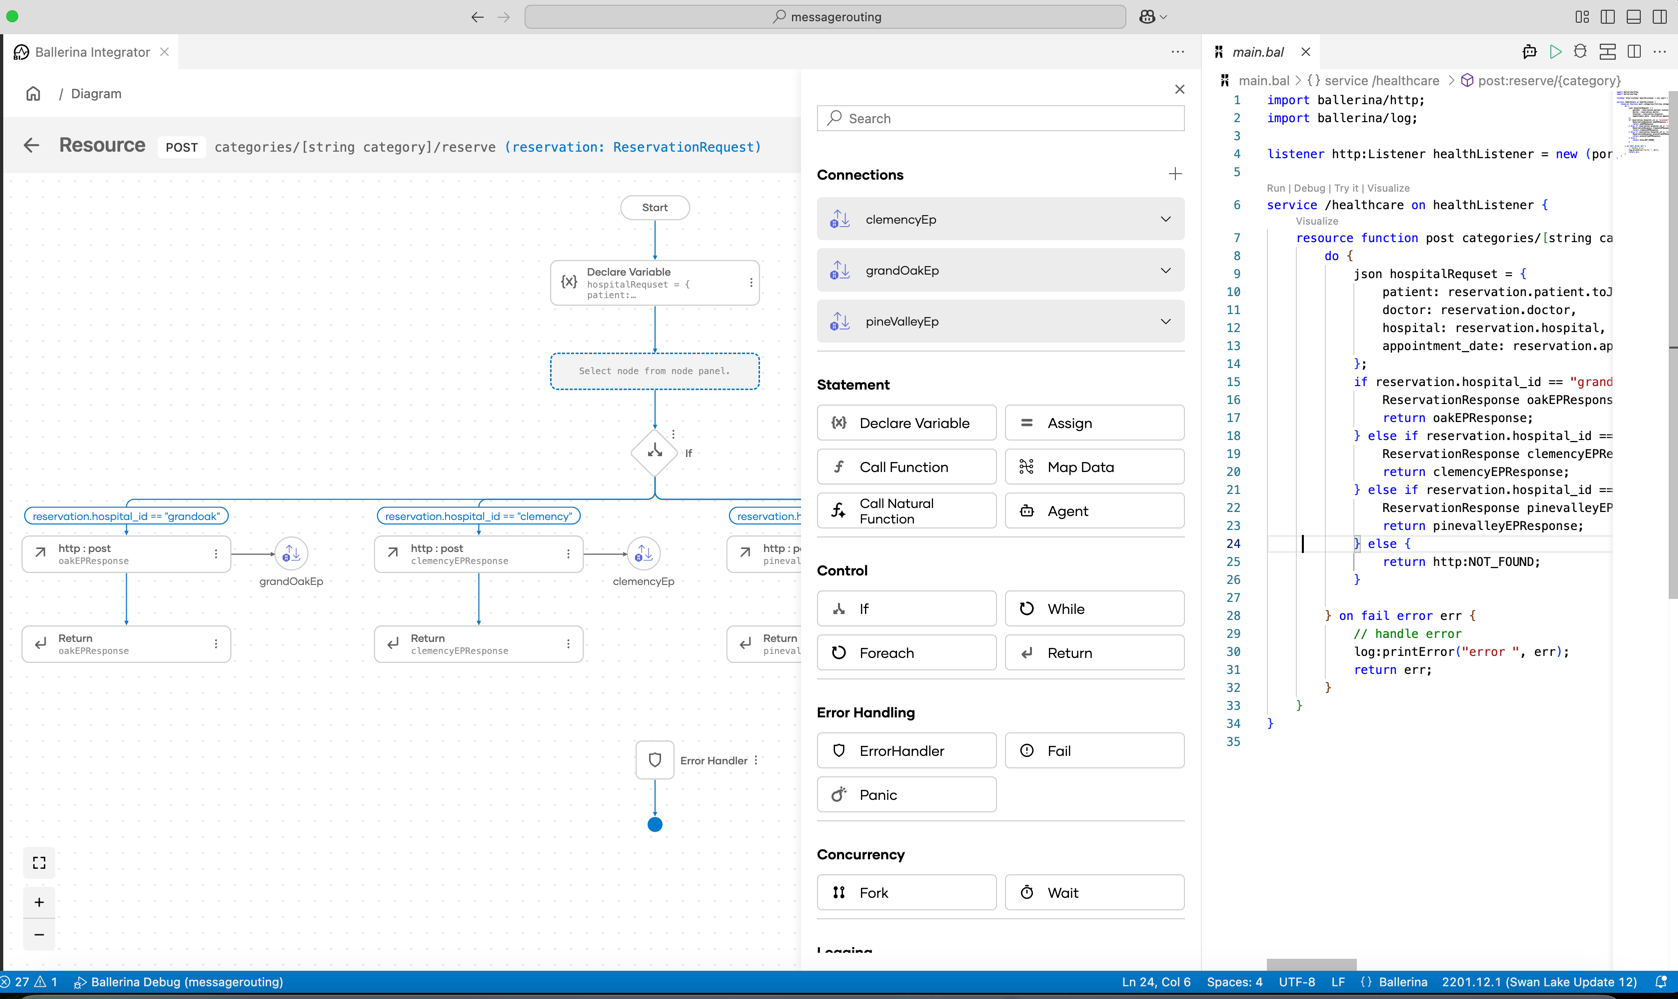 messagerouting
Ballerina Integrator
main.bal
/ Diagram
main.bal > {} service /healthcare > post:reserve/{category}
Resource POST categories/[string category]/reserve (reservation: ReservationRequest)
Start
Declare Variable
hospitalRequset = {
patient:…
Select node from node panel.
If
reservation.hospital_id == "grandoak"
reservation.hospital_id == "clemency"
http : post
oakEPResponse
grandOakEp
http : post
clemencyEPResponse
clemencyEp
Return
oakEPResponse
Return
clemencyEPResponse
Return
Error Handler
Search
Connections
clemencyEp
grandOakEp
pineValleyEp
Statement
Declare Variable
Assign
Call Function
Map Data
Call Natural
Function
Agent
Control
If
While
Foreach
Return
Error Handling
ErrorHandler
Fail
Panic
Concurrency
Fork
Wait
Logging
1 import ballerina/http;
2 import ballerina/log;
3
4 listener http:Listener healthListener = new (por
5
Run | Debug | Try it | Visualize
6 service /healthcare on healthListener {
Visualize
7 resource function post categories/[string ca
8 do {
9 json hospitalRequset = {
10 patient: reservation.patient.toJ
11 doctor: reservation.doctor,
12 hospital: reservation.hospital,
13 appointment_date: reservation.ap
14 };
15 if reservation.hospital_id == "grand
16 ReservationResponse oakEPRespons
17 return oakEPResponse;
18 } else if reservation.hospital_id ==
19 ReservationResponse clemencyEPRe
20 return clemencyEPResponse;
21 } else if reservation.hospital_id ==
22 ReservationResponse pinevalleyEP
23 return pinevalleyEPResponse;
24 } else {
25 return http:NOT_FOUND;
26 }
27
28 } on fail error err {
29 // handle error
30 log:printError("error ", err);
31 return err;
32 }
33 }
34 }
35
27 1 Ballerina Debug (messagerouting)
Ln 24, Col 6 Spaces: 4 UTF-8 LF {} Ballerina 2201.12.1 (Swan Lake Update 12)